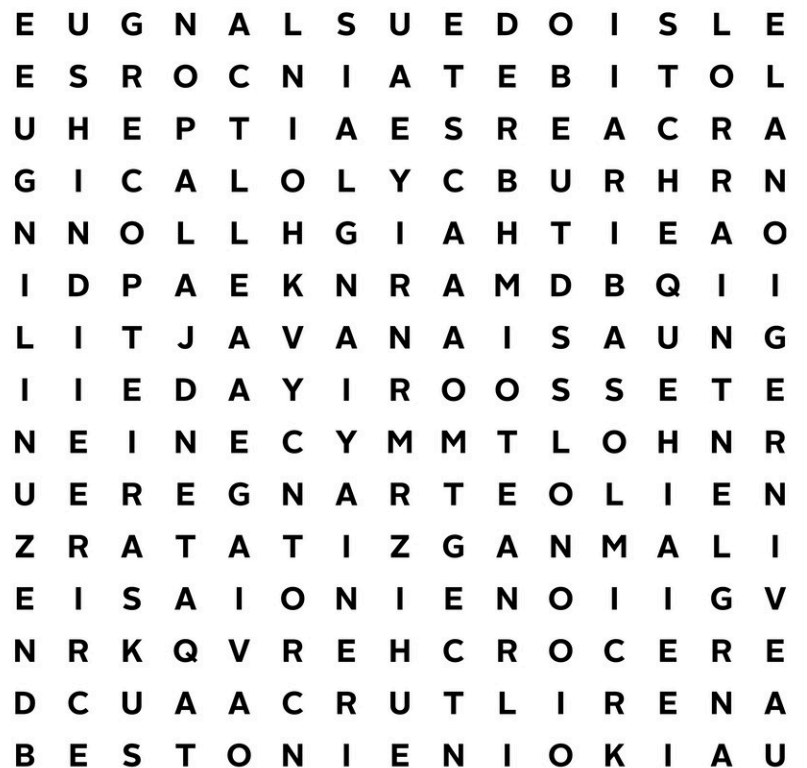 E U G N A L S U E D O I S L E
E S R O C N I A T E B I T O L
U H E P T I A E S R E A C R A
G I C A L O L Y C B U R H R N
N N O L L H G I A H T I E A O
I D P A E K N R A M D B Q I I
L I T J A V A N A I S A U N G
I I E D A Y I R O O S S E T E
N E I N E C Y M M T L O H N R
U E R E G N A R T E O L I E N
Z R A T A T I Z G A N M A L I
E I S A I O N I E N O I I G V
N R K Q V R E H C R O C E R E
D C U A A C R U T L I R E N A
B E S T O N I E N I O K I A U